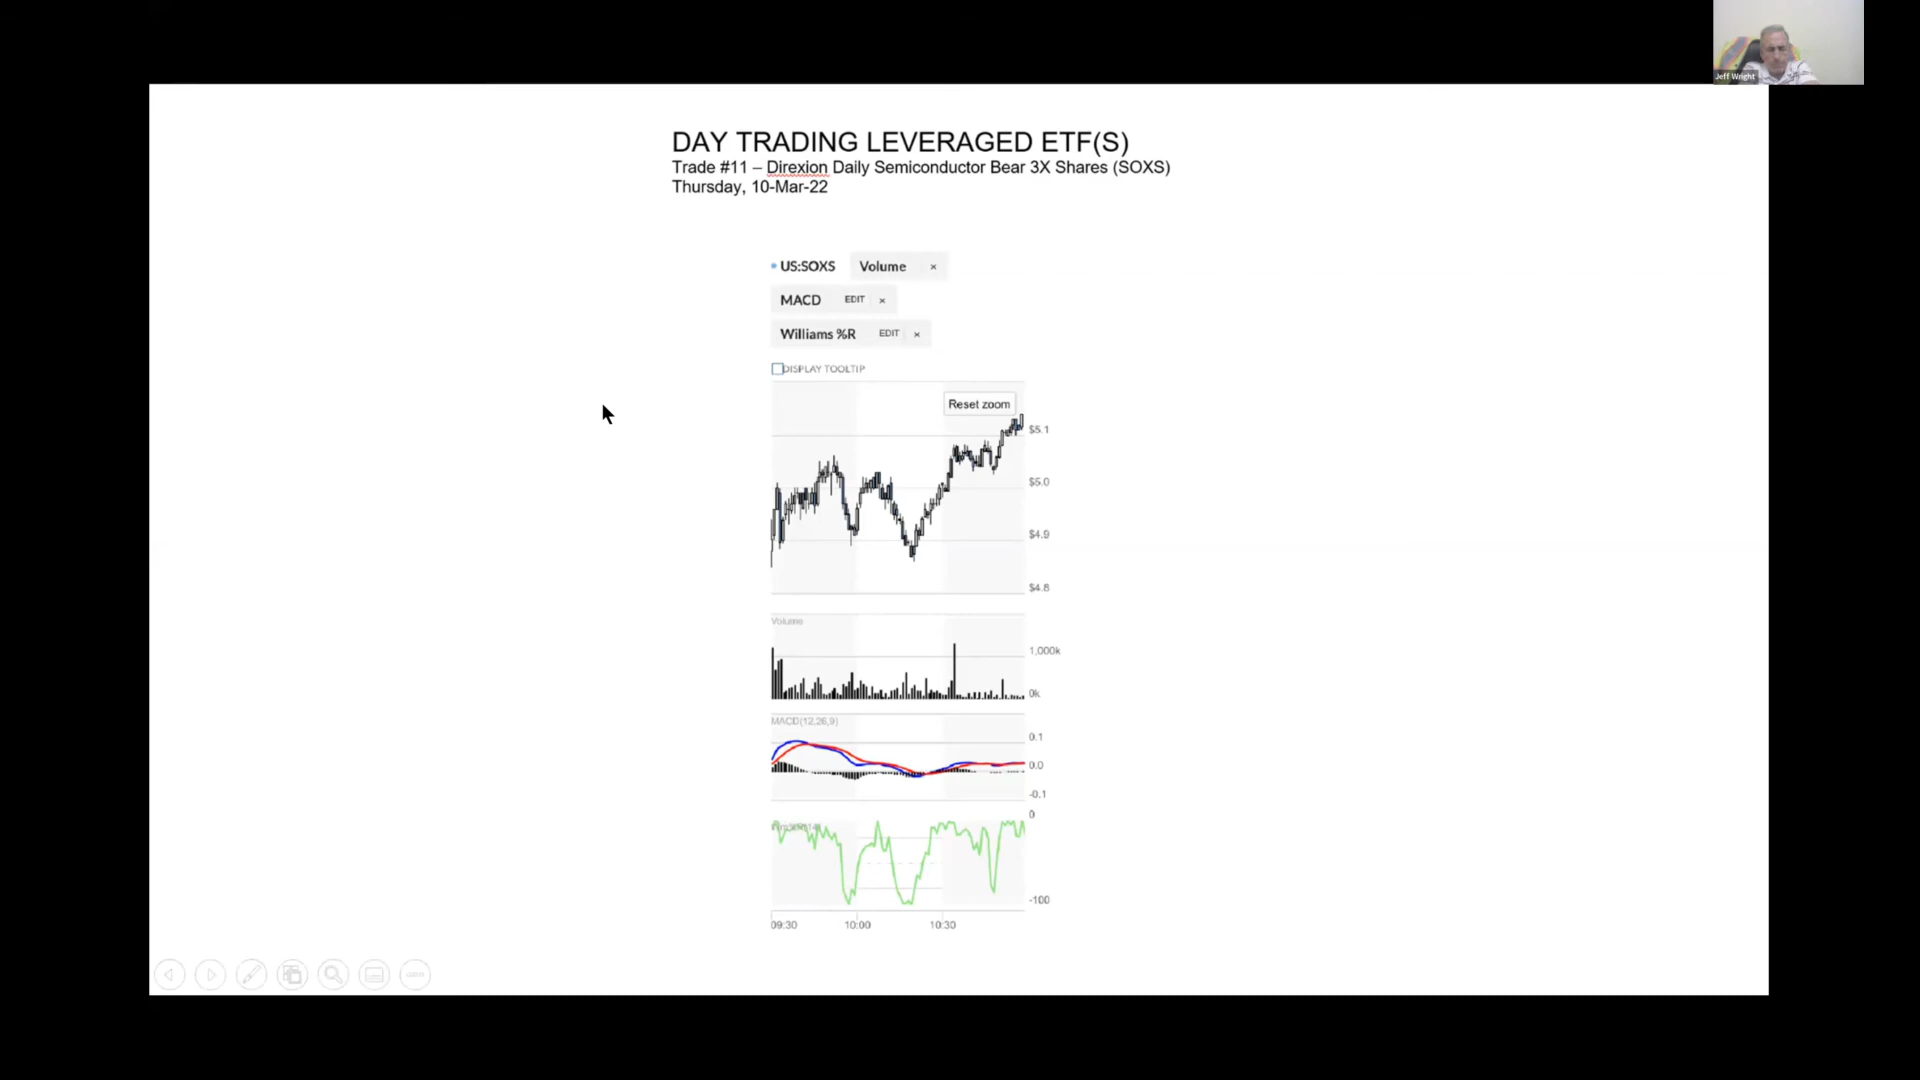 Jeff Wright
DAY TRADING LEVERAGED ETF(S)
Trade #11 – Direxion Daily Semiconductor Bear 3X Shares (SOXS)
Thursday, 10-Mar-22
US:SOXS Volume ×
MACD EDIT ×
Williams %R EDIT ×
DISPLAY TOOLTIP
Reset zoom
$5.1
$5.0
$4.9
$4.8
Volume
1,000k
0k
MACD(12,26,9)
0.1
0.0
-0.1
0
-100
09:30 10:00 10:30